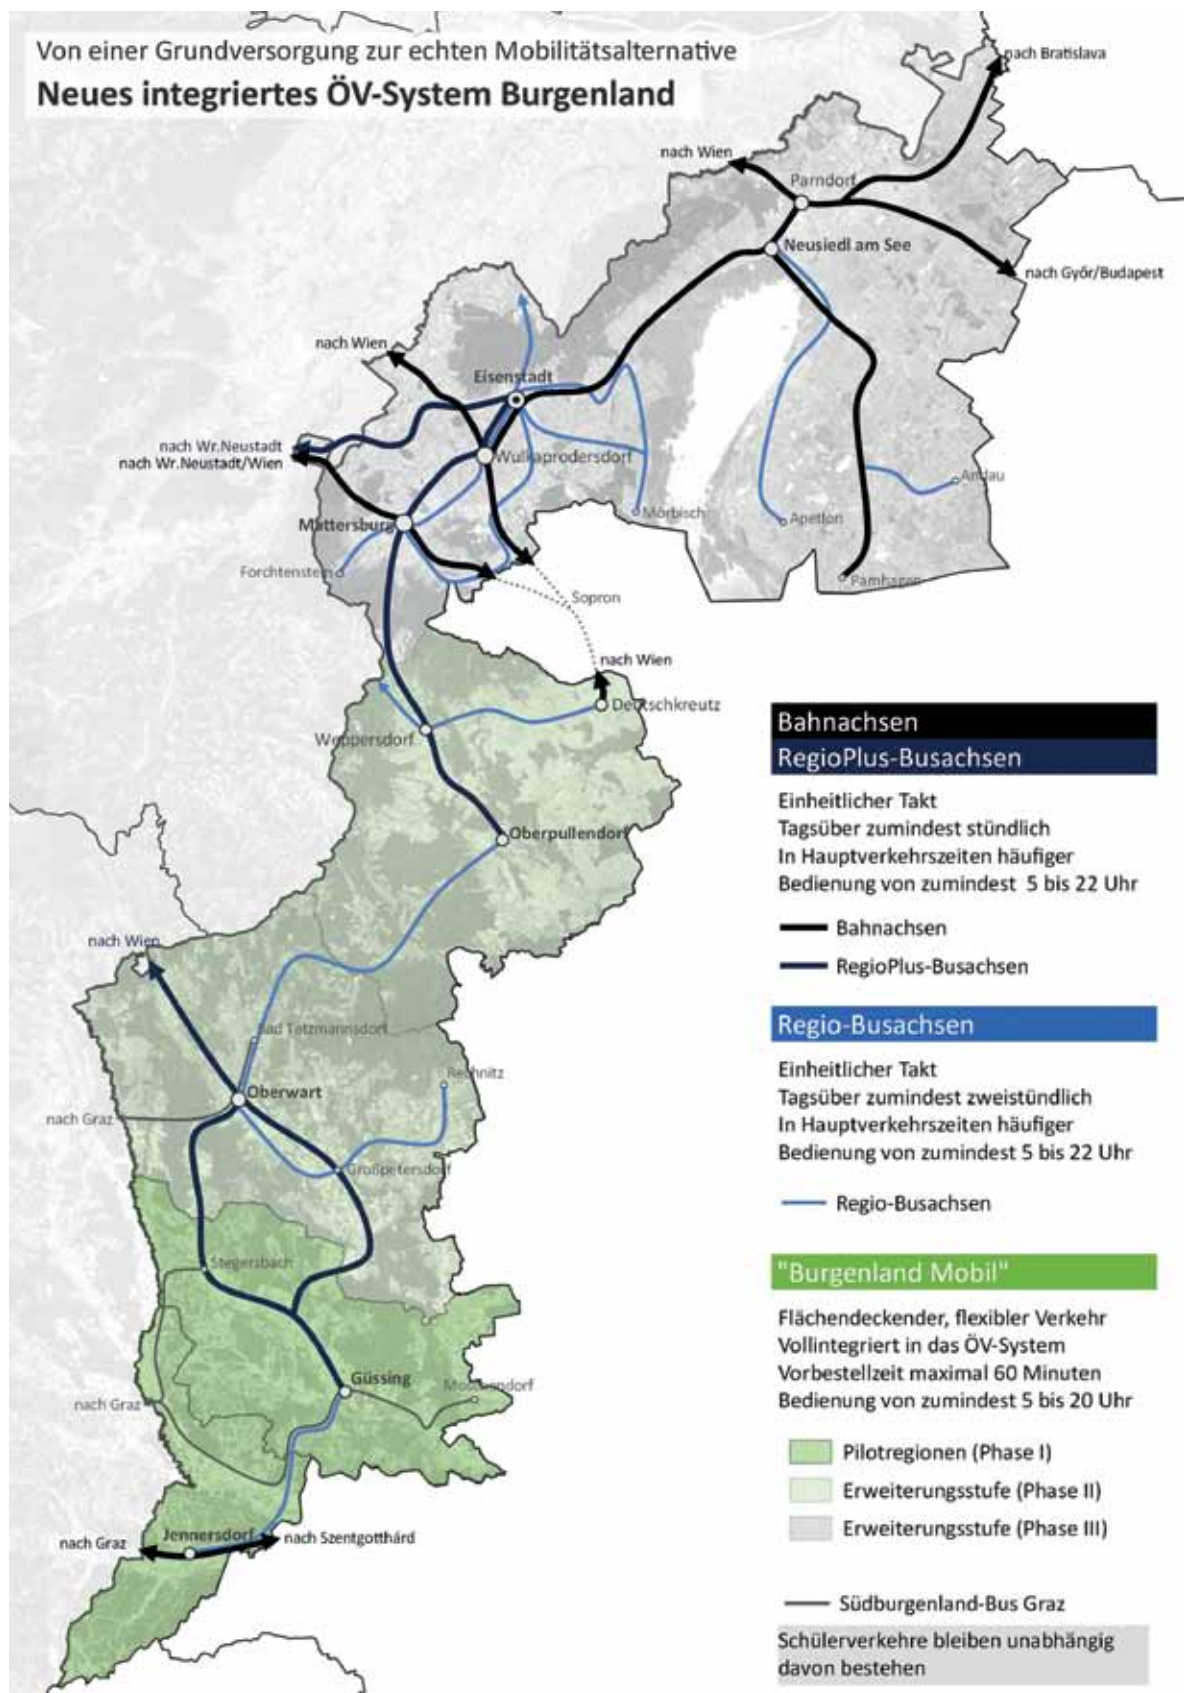 Von einer Grundversorgung zur echten Mobilitätsalternative
Neues integriertes ÖV-System Burgenland
nach Bratislava
nach Wien
Parndorf
Neusiedl am See
nach Győr/Budapest
nach Wien
Eisenstadt
nach Wr.Neustadt
nach Wr.Neustadt/Wien
Wulkaprodersdorf
Andau
Mörbisch
Apetlon
Mattersburg
Forchtenstein
Pamhagen
Sopron
nach Wien
Deutschkreutz
Weppersdorf
Oberpullendorf
nach Wien
Bad Tatzmannsdorf
Rechnitz
Oberwart
nach Graz
Großpetersdorf
Stegersbach
Güssing
Moschendorf
nach Graz
Jennersdorf
nach Graz
nach Szentgotthárd
Bahnachsen
RegioPlus-Busachsen
Einheitlicher Takt
Tagsüber zumindest stündlich
In Hauptverkehrszeiten häufiger
Bedienung von zumindest 5 bis 22 Uhr
Bahnachsen
RegioPlus-Busachsen
Regio-Busachsen
Einheitlicher Takt
Tagsüber zumindest zweistündlich
In Hauptverkehrszeiten häufiger
Bedienung von zumindest 5 bis 22 Uhr
Regio-Busachsen
"Burgenland Mobil"
Flächendeckender, flexibler Verkehr
Vollintegriert in das ÖV-System
Vorbestellzeit maximal 60 Minuten
Bedienung von zumindest 5 bis 20 Uhr
Pilotregionen (Phase I)
Erweiterungsstufe (Phase II)
Erweiterungsstufe (Phase III)
Südburgenland-Bus Graz
Schülerverkehre bleiben unabhängig
davon bestehen